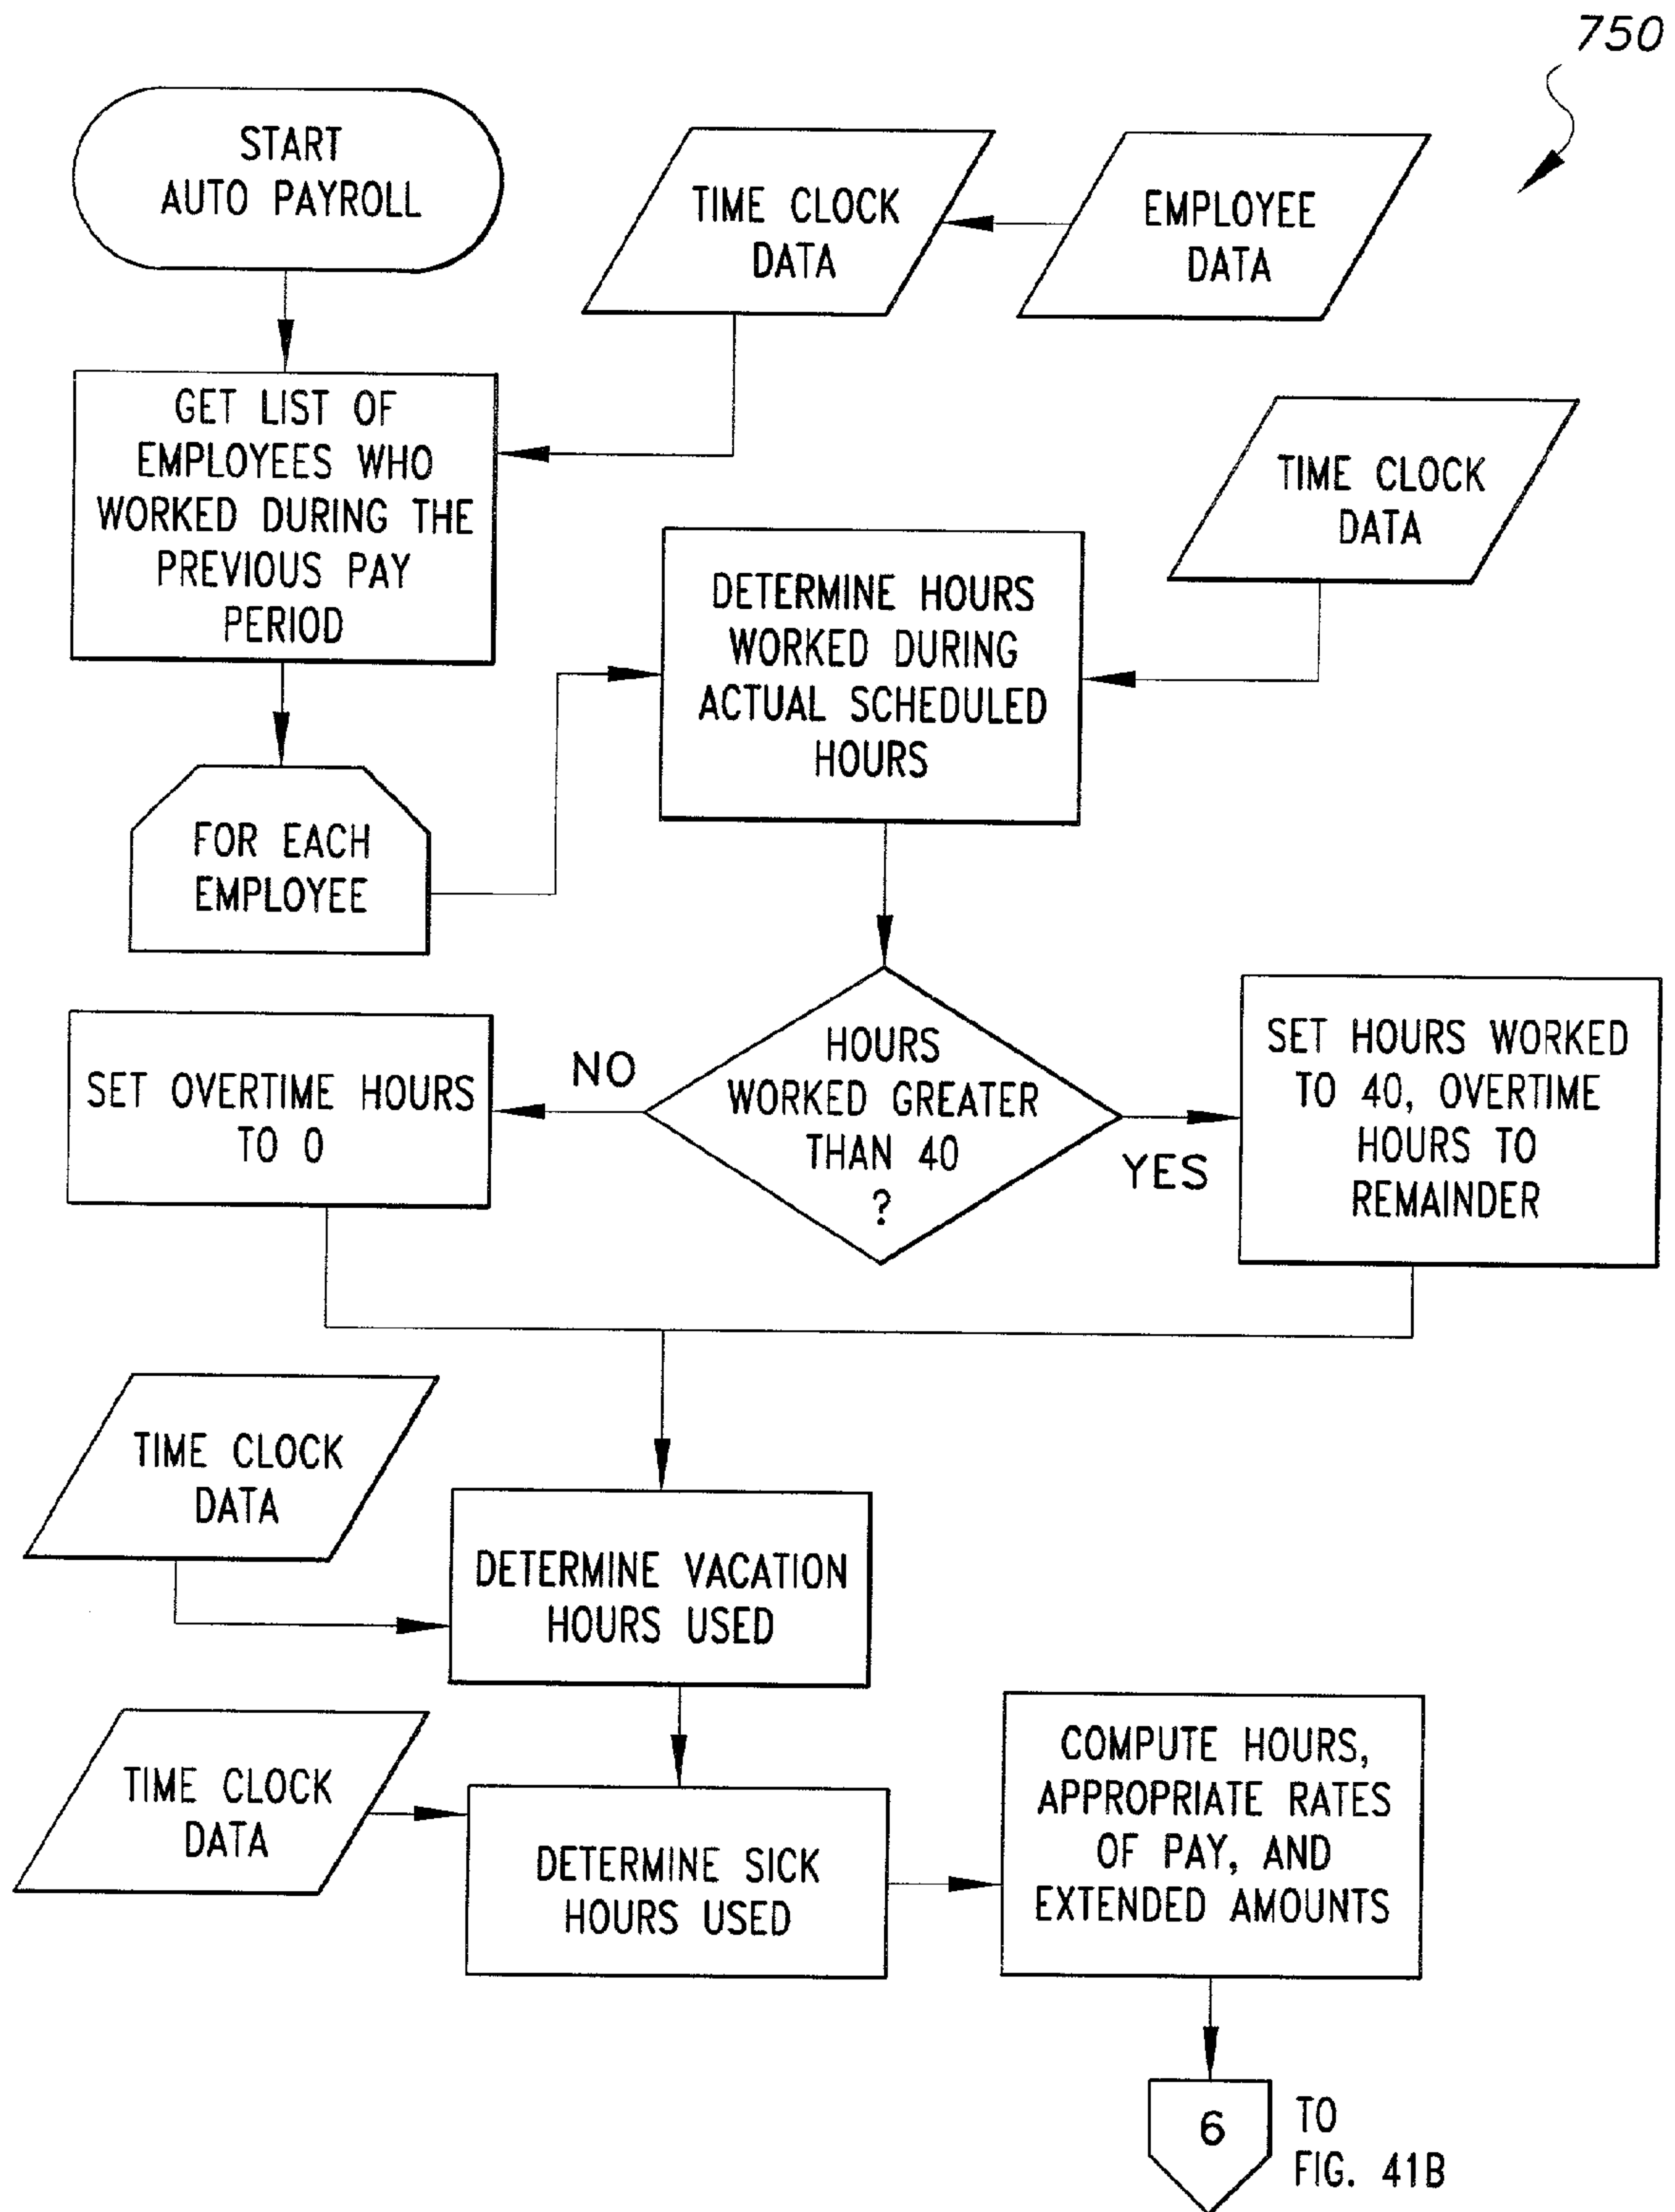 750
START
AUTO PAYROLL
TIME CLOCK
DATA
EMPLOYEE
DATA
GET LIST OF
EMPLOYEES WHO
WORKED DURING THE
PREVIOUS PAY
PERIOD
TIME CLOCK
DATA
DETERMINE HOURS
WORKED DURING
ACTUAL SCHEDULED
HOURS
FOR EACH
EMPLOYEE
SET OVERTIME HOURS
TO 0
NO
HOURS
WORKED GREATER
THAN 40
?
YES
SET HOURS WORKED
TO 40, OVERTIME
HOURS TO
REMAINDER
TIME CLOCK
DATA
DETERMINE VACATION
HOURS USED
TIME CLOCK
DATA
DETERMINE SICK
HOURS USED
COMPUTE HOURS,
APPROPRIATE RATES
OF PAY, AND
EXTENDED AMOUNTS
6
TO
FIG. 41B